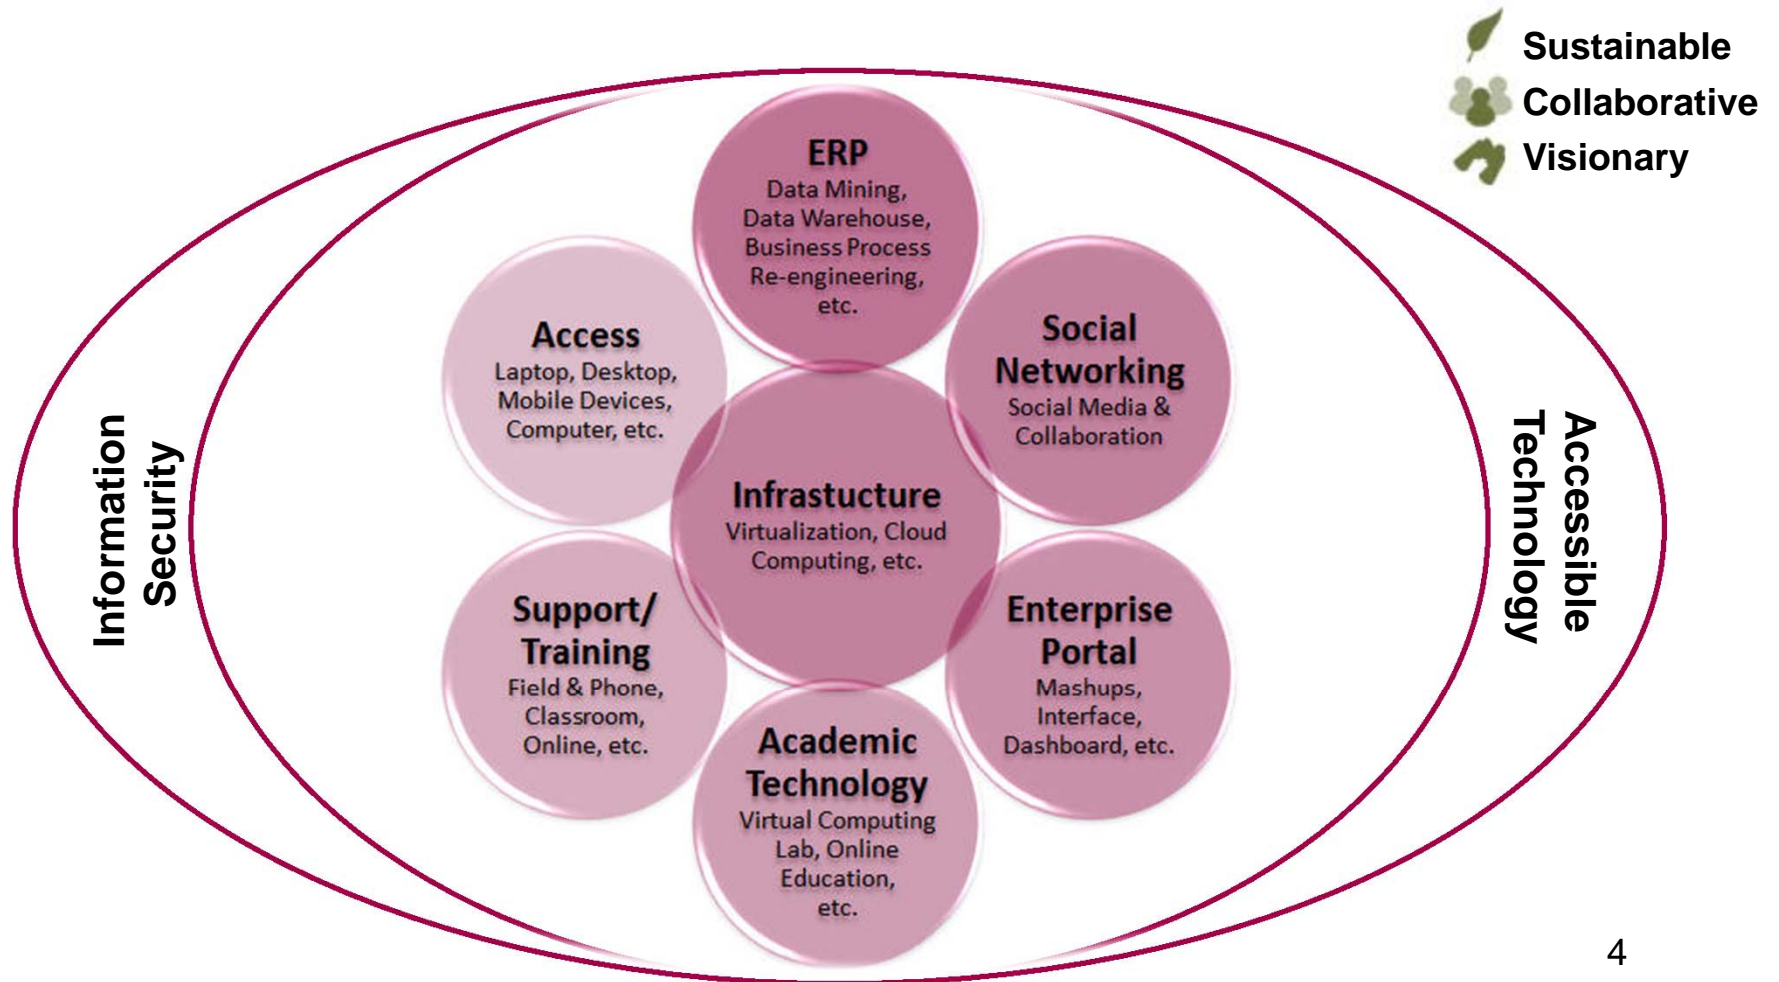 Sustainable
Collaborative
Visionary
ERP
Data Mining,
Data Warehouse,
Business Process
Re-engineering,
etc.
Access
Laptop, Desktop,
Mobile Devices,
Computer, etc.
Social
Networking
Social Media &
Collaboration
Information
Security
Infrastucture
Virtualization, Cloud
Computing, etc.
Accessible
Technology
Support/
Training
Field & Phone,
Classroom,
Online, etc.
Enterprise
Portal
Mashups,
Interface,
Dashboard, etc.
Academic
Technology
Virtual Computing
Lab, Online
Education,
etc.
4